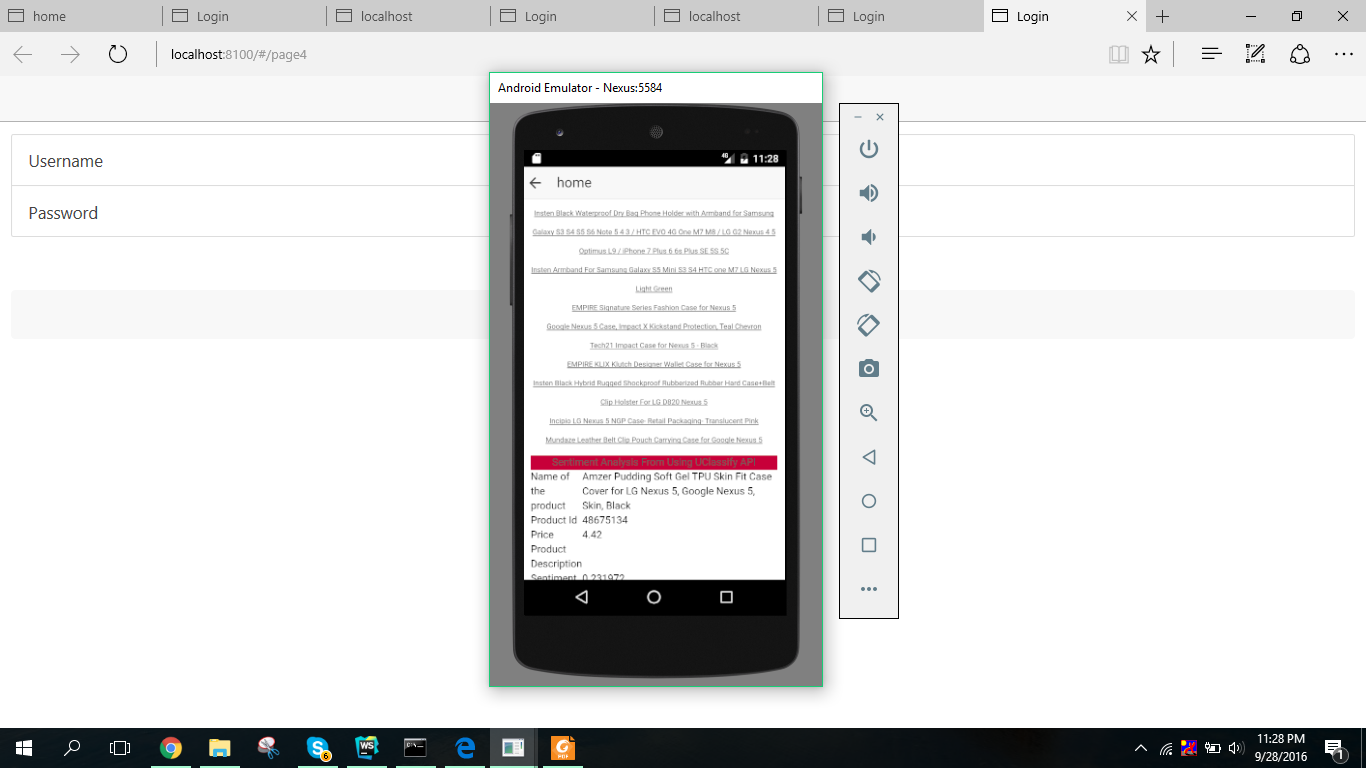 home
Login
localhost
Login
localhost
Login
Login
localhost:8100/#/page4
Username
Password
Android Emulator - Nexus:5584
4G 11:28
home
Insten Black Waterproof Dry Bag Phone Holder with Armband for Samsung
Galaxy S3 S4 S5 S6 Note 5 4 3 / HTC EVO 4G One M7 M8 / LG G2 Nexus 4 5
Optimus L9 / iPhone 7 Plus 6 6s Plus SE 5S 5C
Insten Armband For Samsung Galaxy S5 Mini S3 S4 HTC one M7 LG Nexus 5
Light Green
EMPIRE Signature Series Fashion Case for Nexus 5
Google Nexus 5 Case, Impact X Kickstand Protection, Teal Chevron
Tech21 Impact Case for Nexus 5 - Black
EMPIRE KLIX Klutch Designer Wallet Case for Nexus 5
Insten Black Hybrid Rugged Shockproof Rubberized Rubber Hard Case+Belt
Clip Holster For LG D820 Nexus 5
Incipio LG Nexus 5 NGP Case- Retail Packaging- Translucent Pink
Mundaze Leather Belt Clip Pouch Carrying Case for Google Nexus 5
Sentiment Analysis From Using UClassify API
Name of Amzer Pudding Soft Gel TPU Skin Fit Case
the Cover for LG Nexus 5, Google Nexus 5,
product Skin, Black
Product Id 48675134
Price 4.42
Product
Description
Sentiment 0.231972
WS
6
PDF
11:28 PM
9/28/2016
1